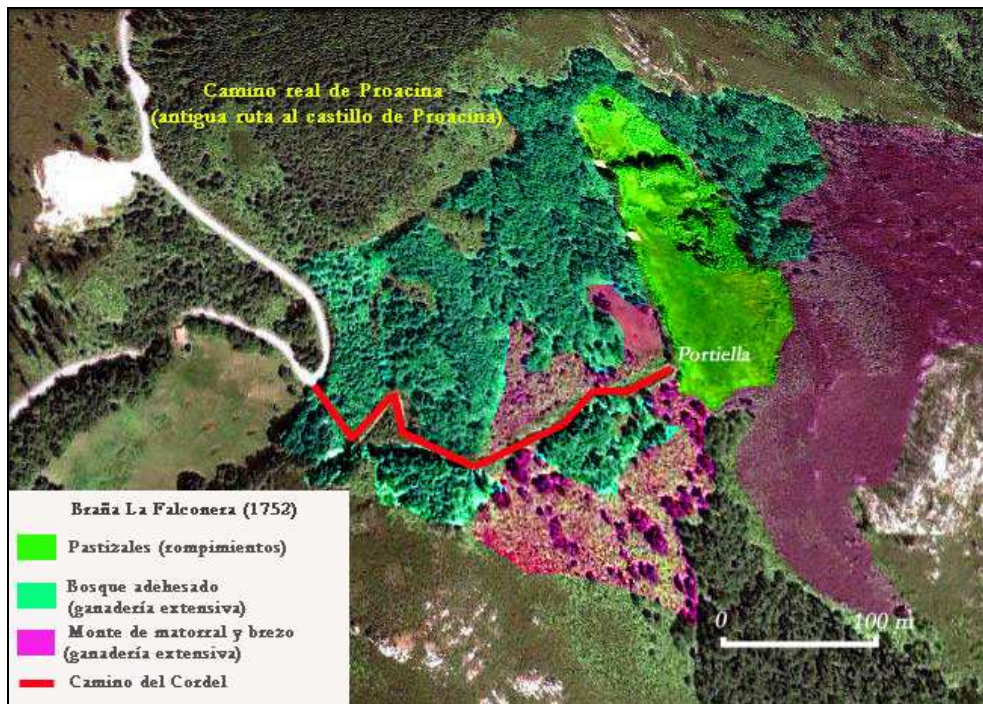 Camino real de Proacina
(antigua ruta al castillo de Proacina)
Portiella
Braña La Falconera (1752)
Pastizales (rompimientos)
Bosque adehesado
(ganadería extensiva)
Monte de matorral y brezo
(ganadería extensiva)
Camino del Cordel
0 100 m